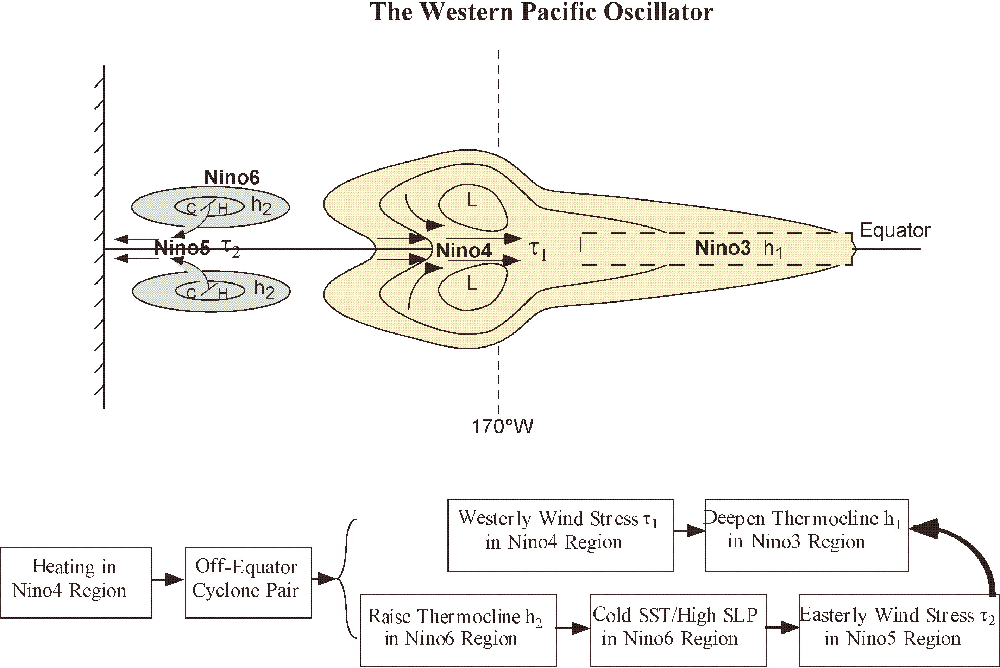 The Western Pacific Oscillator
Nino6
C H h2
L
Equator
Nino5 τ2
Nino4 τ1
Nino3 h1
C H h2
L
170°W
Westerly Wind Stress τ1
in Nino4 Region
Deepen Thermocline h1
in Nino3 Region
Heating in
Nino4 Region
Off-Equator
Cyclone Pair
Raise Thermocline h2
in Nino6 Region
Cold SST/High SLP
in Nino6 Region
Easterly Wind Stress τ2
in Nino5 Region